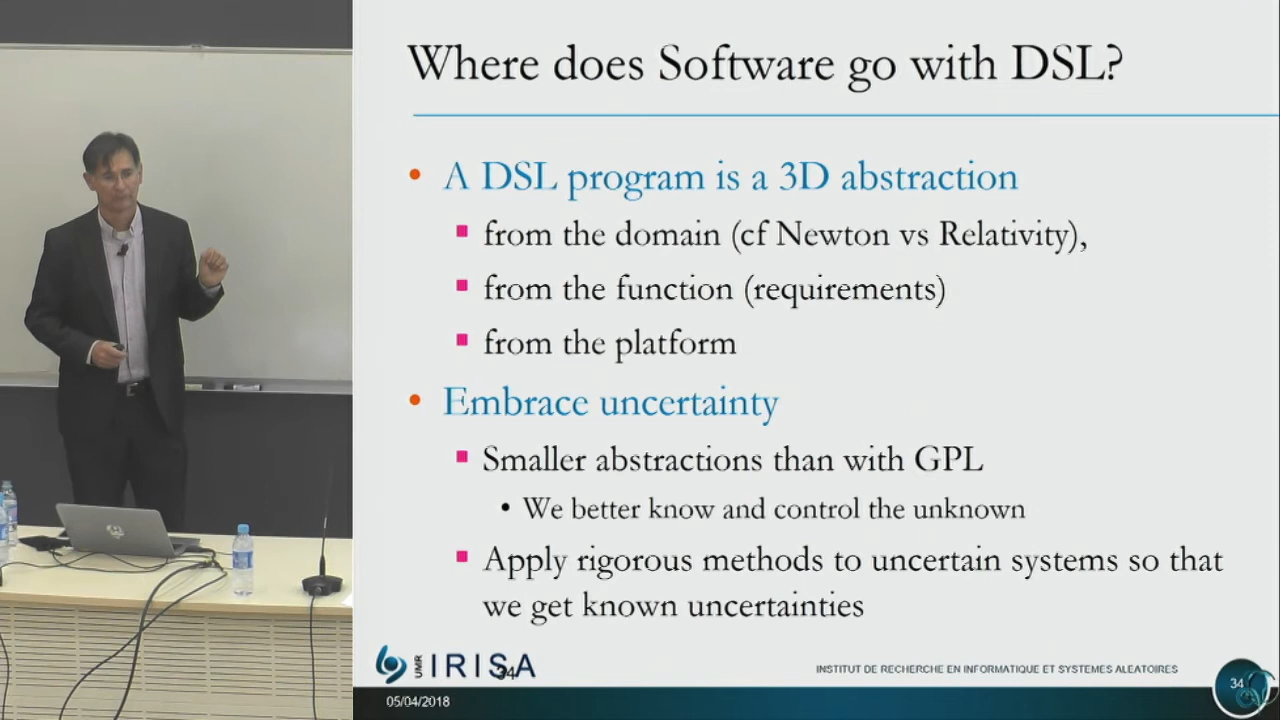 Where does Software go with DSL?
• A DSL program is a 3D abstraction
▪ from the domain (cf Newton vs Relativity),
▪ from the function (requirements)
▪ from the platform
• Embrace uncertainty
▪ Smaller abstractions than with GPL
• We better know and control the unknown
▪ Apply rigorous methods to uncertain systems so that
we get known uncertainties
UMR IRISA
34
INSTITUT DE RECHERCHE EN INFORMATIQUE ET SYSTEMES ALEATOIRES
34
05/04/2018